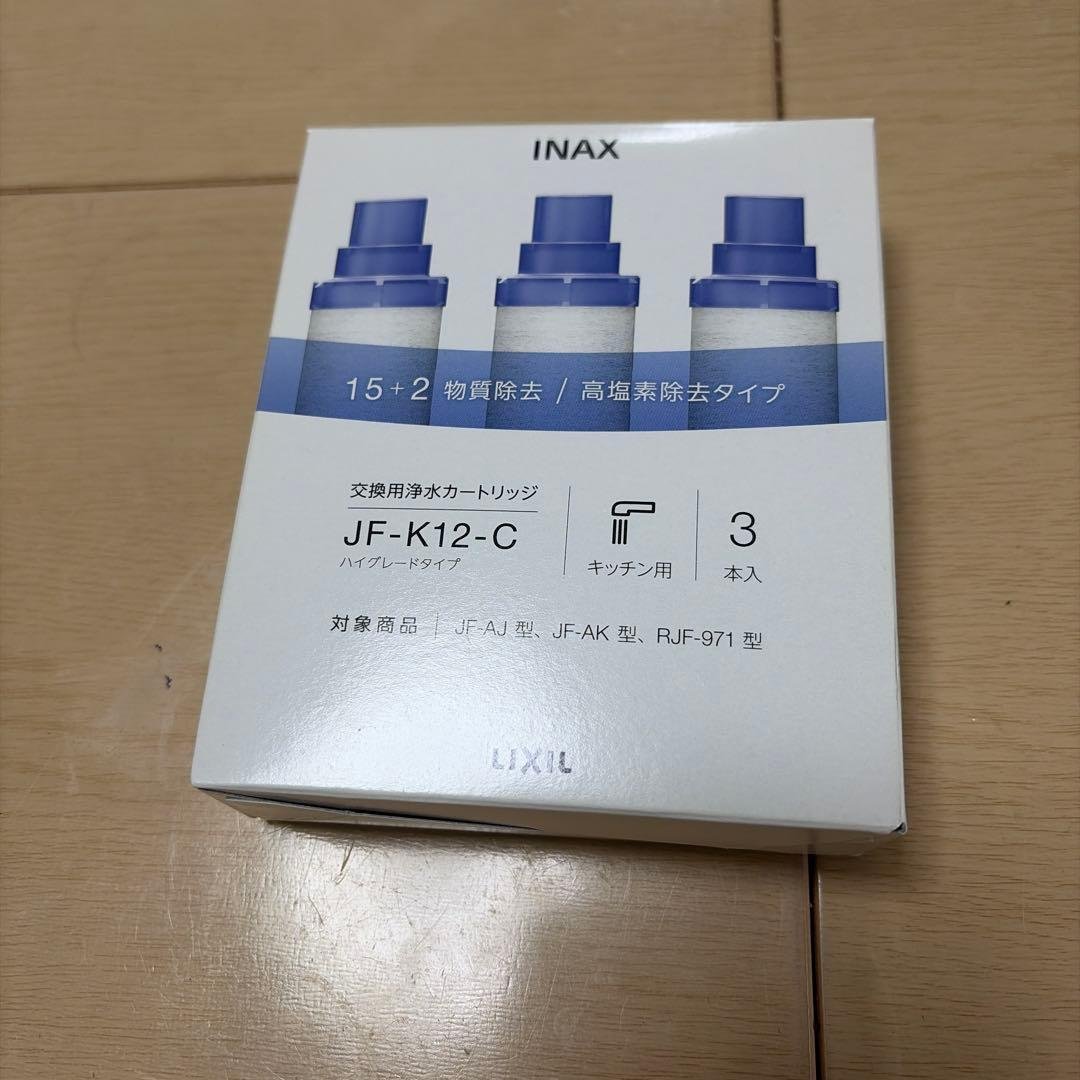 INAX
15+2 物質除去 / 高塩素除去タイプ
交換用浄水カートリッジ
JF-K12-C
ハイグレードタイプ
キッチン用
3
本入
対象商品 | JF-AJ 型、JF-AK 型、RJF-971 型
LIXIL